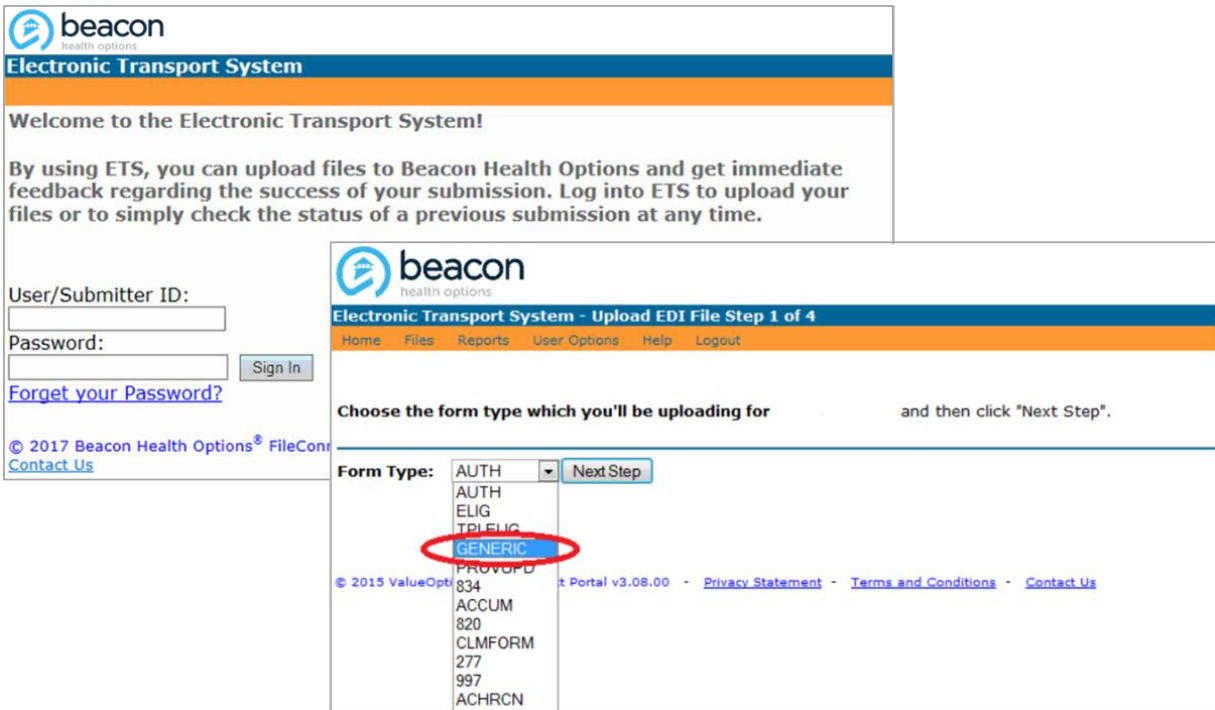 beacon
health options
Electronic Transport System
Welcome to the Electronic Transport System!
By using ETS, you can upload files to Beacon Health Options and get immediate
feedback regarding the success of your submission. Log into ETS to upload your
files or to simply check the status of a previous submission at any time.
User/Submitter ID:
Password:
Sign In
Forget your Password?
© 2017 Beacon Health Options® FileConn
Contact Us
beacon
health options
Electronic Transport System - Upload EDI File Step 1 of 4
Home Files Reports User Options Help Logout
Choose the form type which you'll be uploading for and then click "Next Step".
Form Type: AUTH Next Step
AUTH
ELIG
TPLELIG
GENERIC
PROVUPD
834
ACCUM
820
CLMFORM
277
997
ACHRCN
© 2015 ValueOpti t Portal v3.08.00 - Privacy Statement - Terms and Conditions - Contact Us